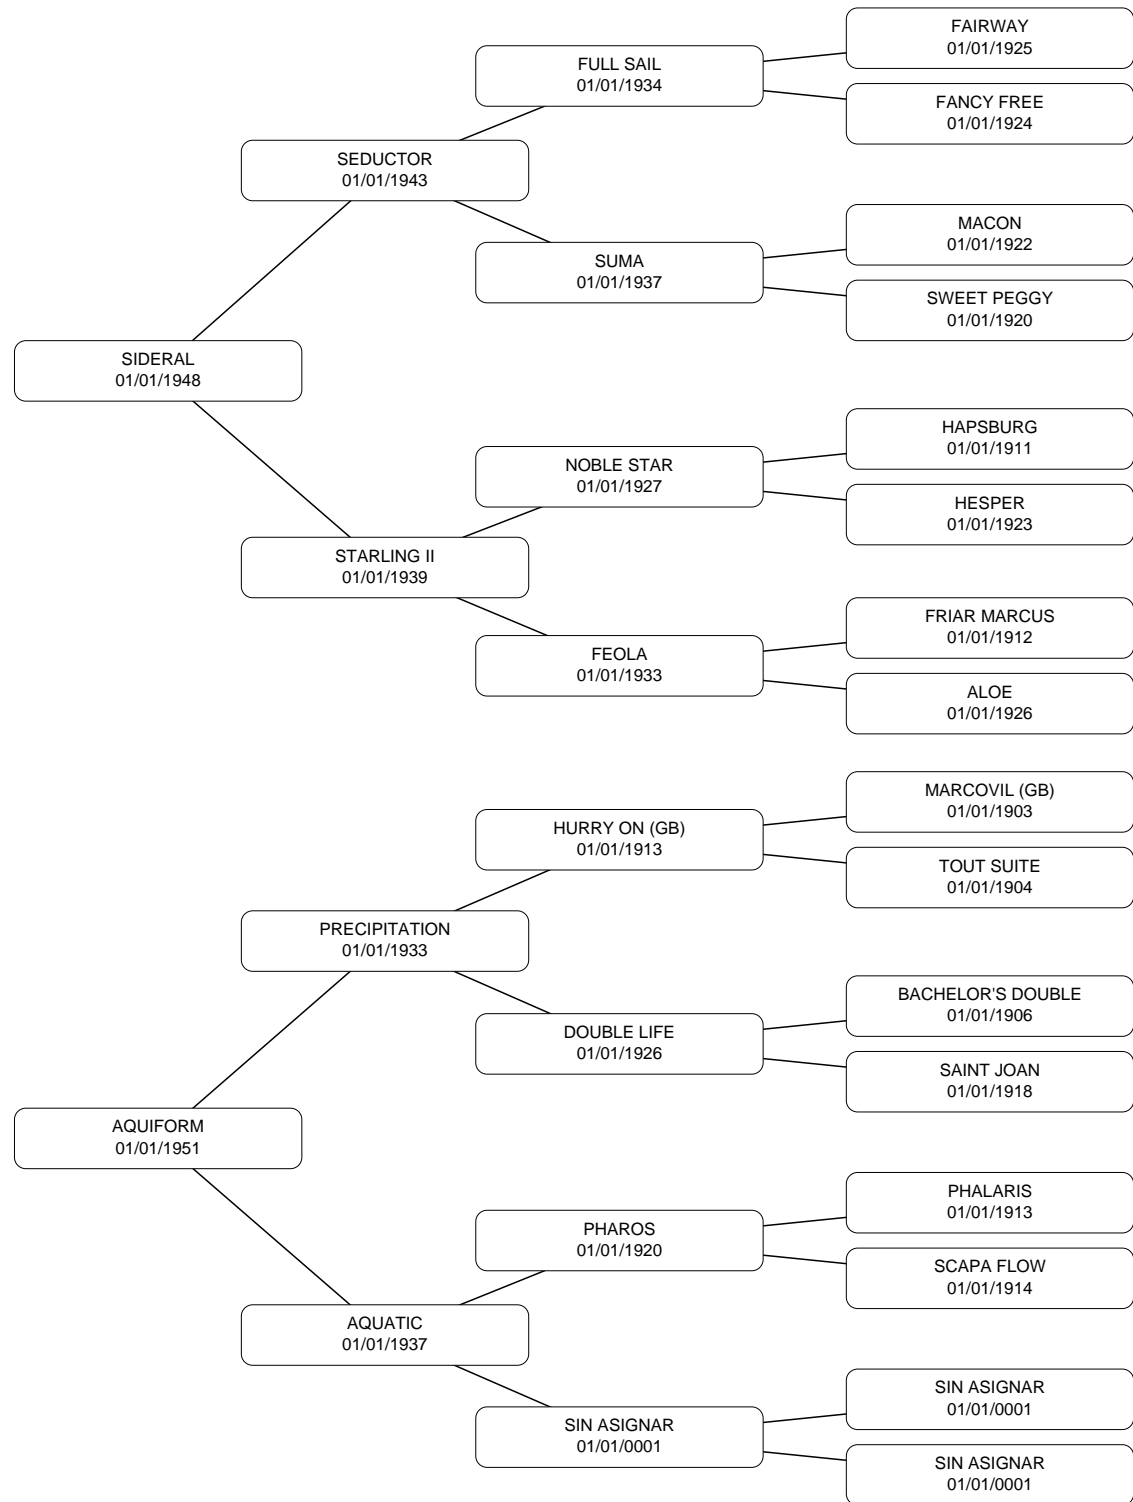 FAIRWAY
01/01/1925
FULL SAIL
01/01/1934
FANCY FREE
01/01/1924
SEDUCTOR
01/01/1943
MACON
01/01/1922
SUMA
01/01/1937
SWEET PEGGY
01/01/1920
SIDERAL
01/01/1948
HAPSBURG
01/01/1911
NOBLE STAR
01/01/1927
HESPER
01/01/1923
STARLING II
01/01/1939
FRIAR MARCUS
01/01/1912
FEOLA
01/01/1933
ALOE
01/01/1926
MARCOVIL (GB)
01/01/1903
HURRY ON (GB)
01/01/1913
TOUT SUITE
01/01/1904
PRECIPITATION
01/01/1933
BACHELOR'S DOUBLE
01/01/1906
DOUBLE LIFE
01/01/1926
SAINT JOAN
01/01/1918
AQUIFORM
01/01/1951
PHALARIS
01/01/1913
PHAROS
01/01/1920
SCAPA FLOW
01/01/1914
AQUATIC
01/01/1937
SIN ASIGNAR
01/01/0001
SIN ASIGNAR
01/01/0001
SIN ASIGNAR
01/01/0001